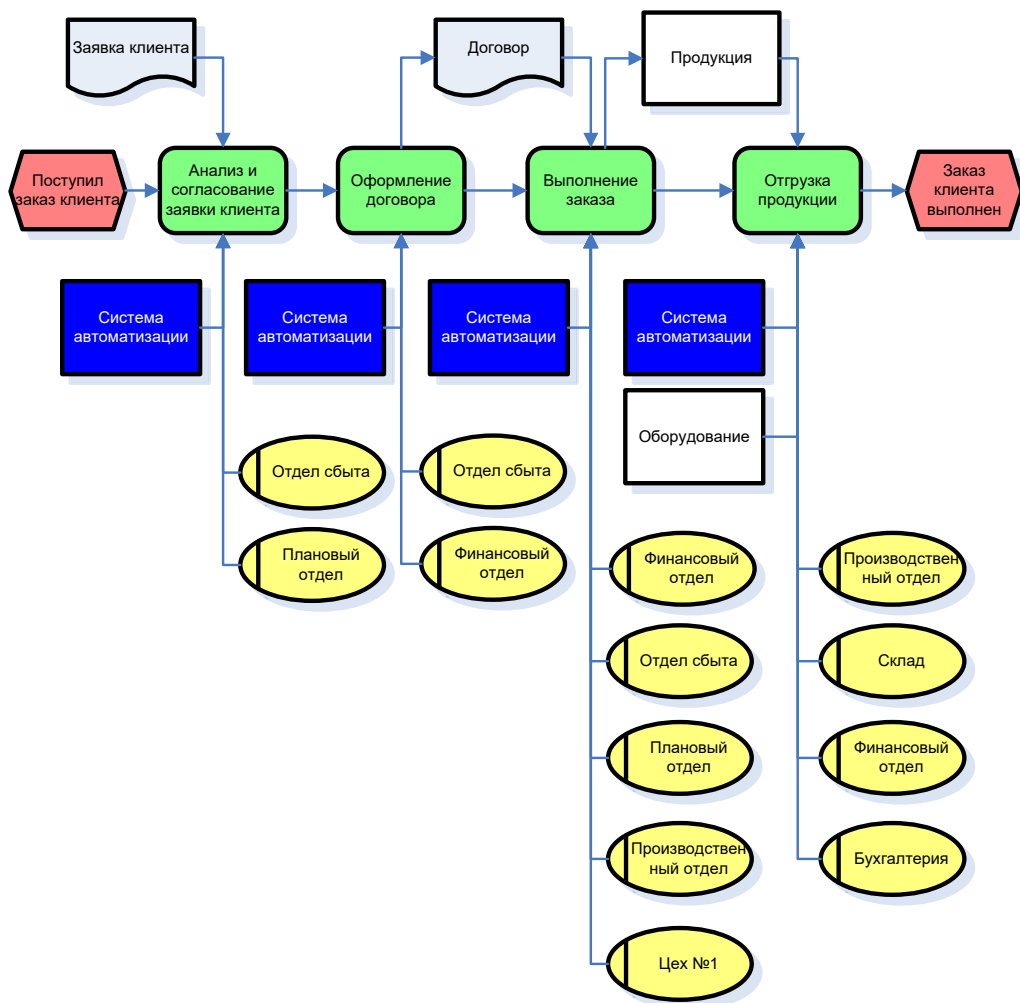 Заявка клиента
Договор
Продукция
Поступил
заказ клиента
Анализ и
согласование
заявки клиента
Оформление
договора
Выполнение
заказа
Отгрузка
продукции
Заказ
клиента
выполнен
Система
автоматизации
Система
автоматизации
Система
автоматизации
Система
автоматизации
Оборудование
Отдел сбыта
Отдел сбыта
Плановый
отдел
Финансовый
отдел
Финансовый
отдел
Производствен
ный отдел
Отдел сбыта
Склад
Плановый
отдел
Финансовый
отдел
Производствен
ный отдел
Бухгалтерия
Цех №1